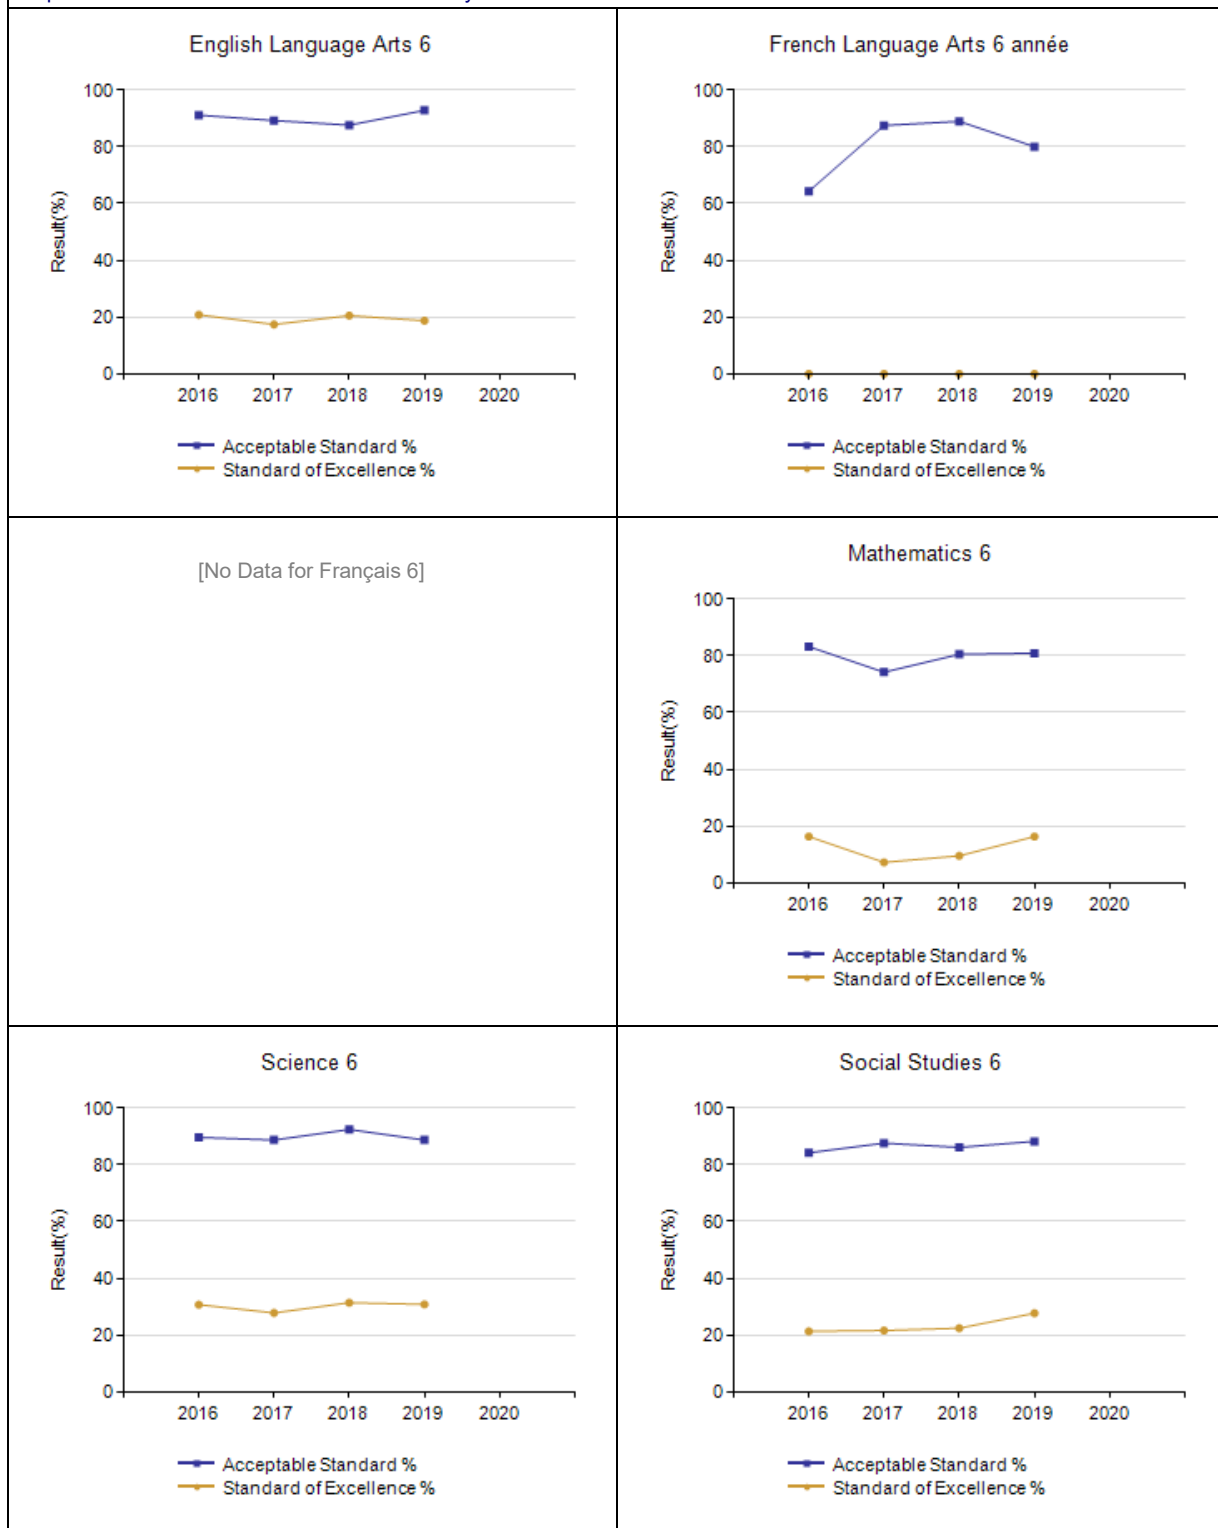 English Language Arts 6
100
80
60
40
20
0
Result(%)
2016 2017 2018 2019 2020
Acceptable Standard %
Standard of Excellence %
French Language Arts 6 année
100
80
60
40
20
0
Result(%)
2016 2017 2018 2019 2020
Acceptable Standard %
Standard of Excellence %
[No Data for Français 6]
Mathematics 6
100
80
60
40
20
0
Result(%)
2016 2017 2018 2019 2020
Acceptable Standard %
Standard of Excellence %
Science 6
100
80
60
40
20
0
Result(%)
2016 2017 2018 2019 2020
Acceptable Standard %
Standard of Excellence %
Social Studies 6
100
80
60
40
20
0
Result(%)
2016 2017 2018 2019 2020
Acceptable Standard %
Standard of Excellence %